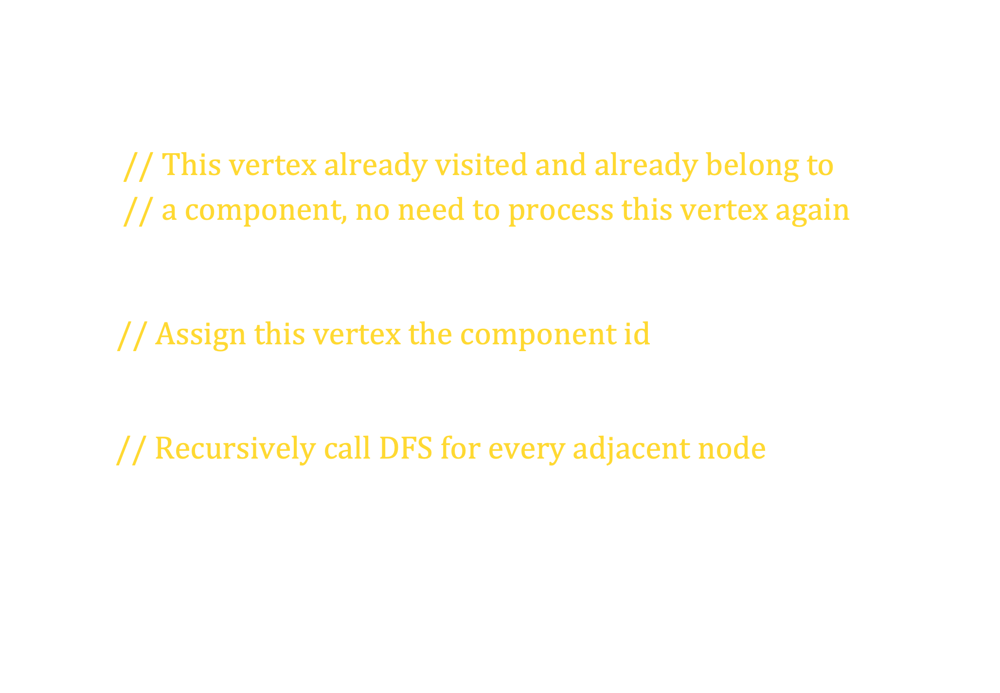 // This vertex already visited and already belong to
// a component, no need to process this vertex again
// Assign this vertex the component id
// Recursively call DFS for every adjacent node